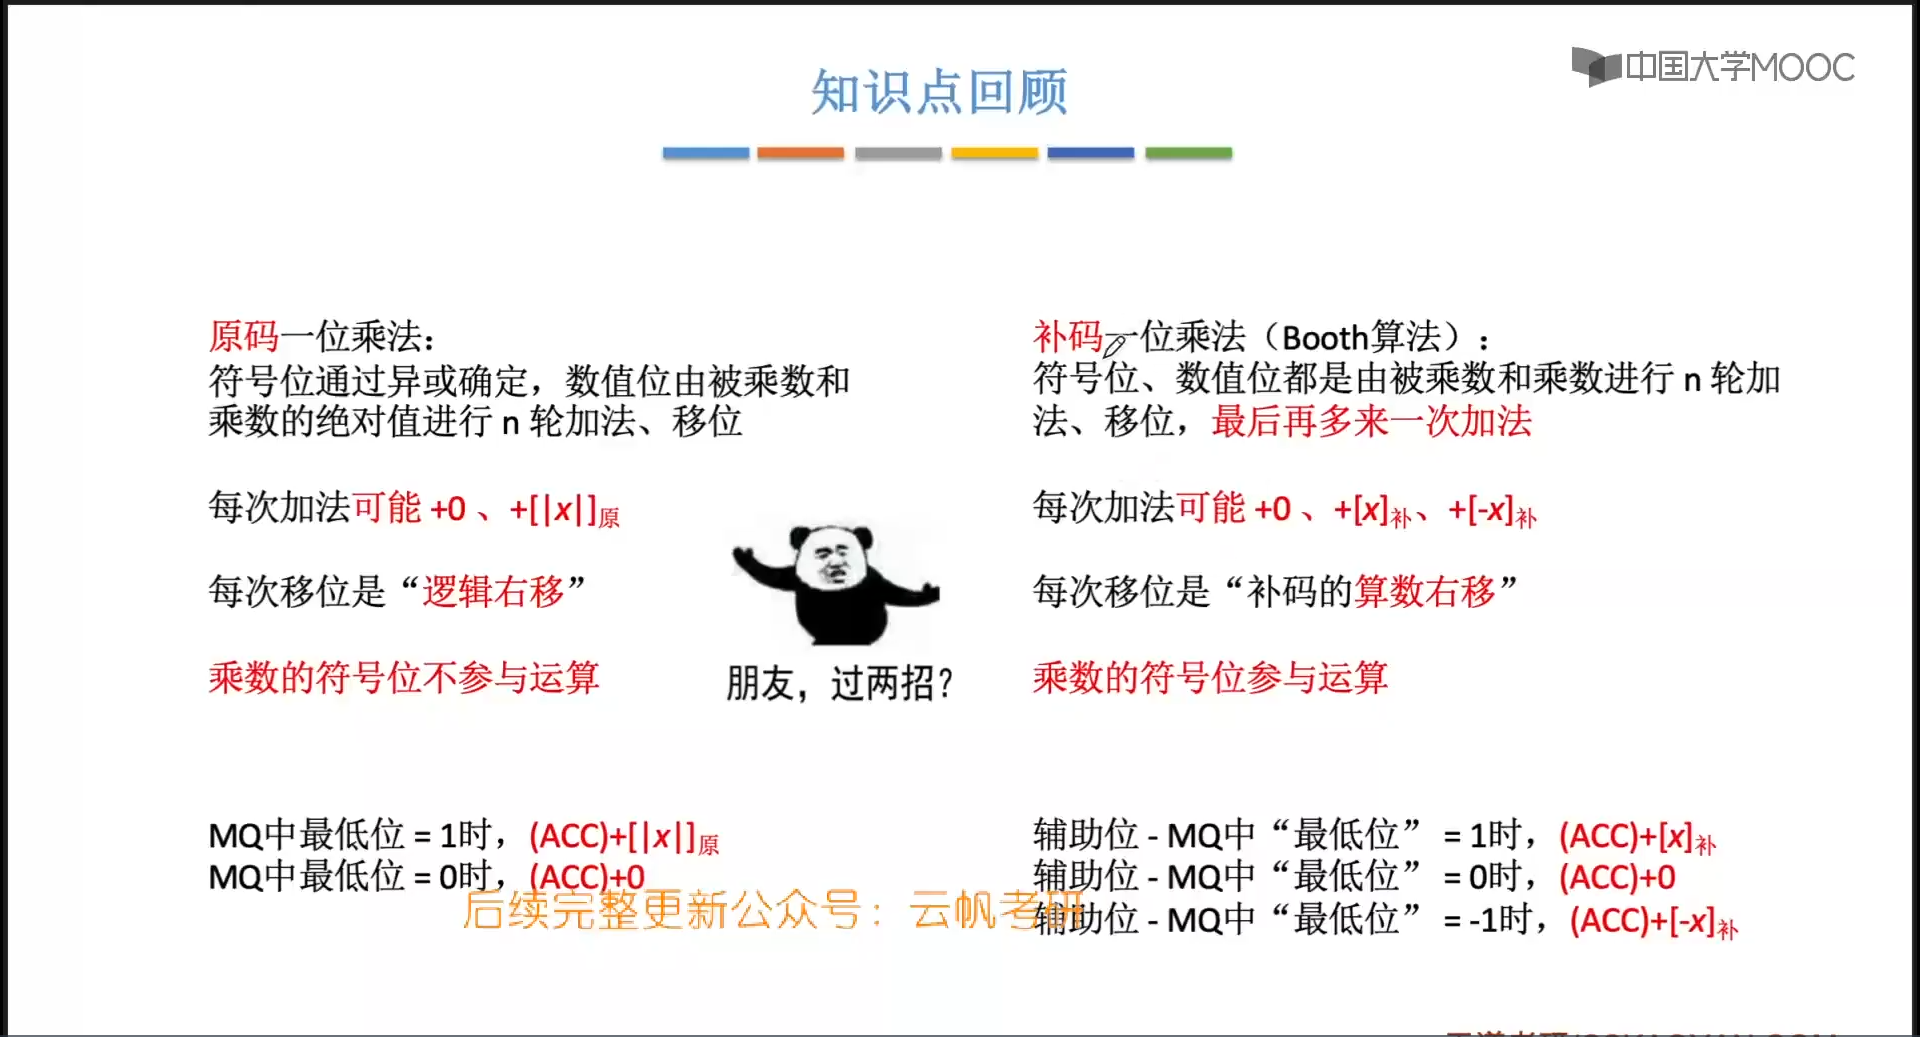 中国大学MOOC
知识点回顾
原码一位乘法：
符号位通过异或确定，数值位由被乘数和
乘数的绝对值进行 n 轮加法、移位
每次加法可能 +0 、+[|x|]原
每次移位是“逻辑右移”
乘数的符号位不参与运算
MQ中最低位 = 1时，(ACC)+[|x|]原
MQ中最低位 = 0时，(ACC)+0
朋友，过两招？
补码一位乘法（Booth算法）：
符号位、数值位都是由被乘数和乘数进行 n 轮加
法、移位，最后再多来一次加法
每次加法可能 +0 、+[x]补、+[-x]补
每次移位是“补码的算数右移”
乘数的符号位参与运算
辅助位 - MQ中“最低位” = 1时，(ACC)+[x]补
辅助位 - MQ中“最低位” = 0时，(ACC)+0
辅助位 - MQ中“最低位” = -1时，(ACC)+[-x]补
后续完整更新公众号：云帆考研